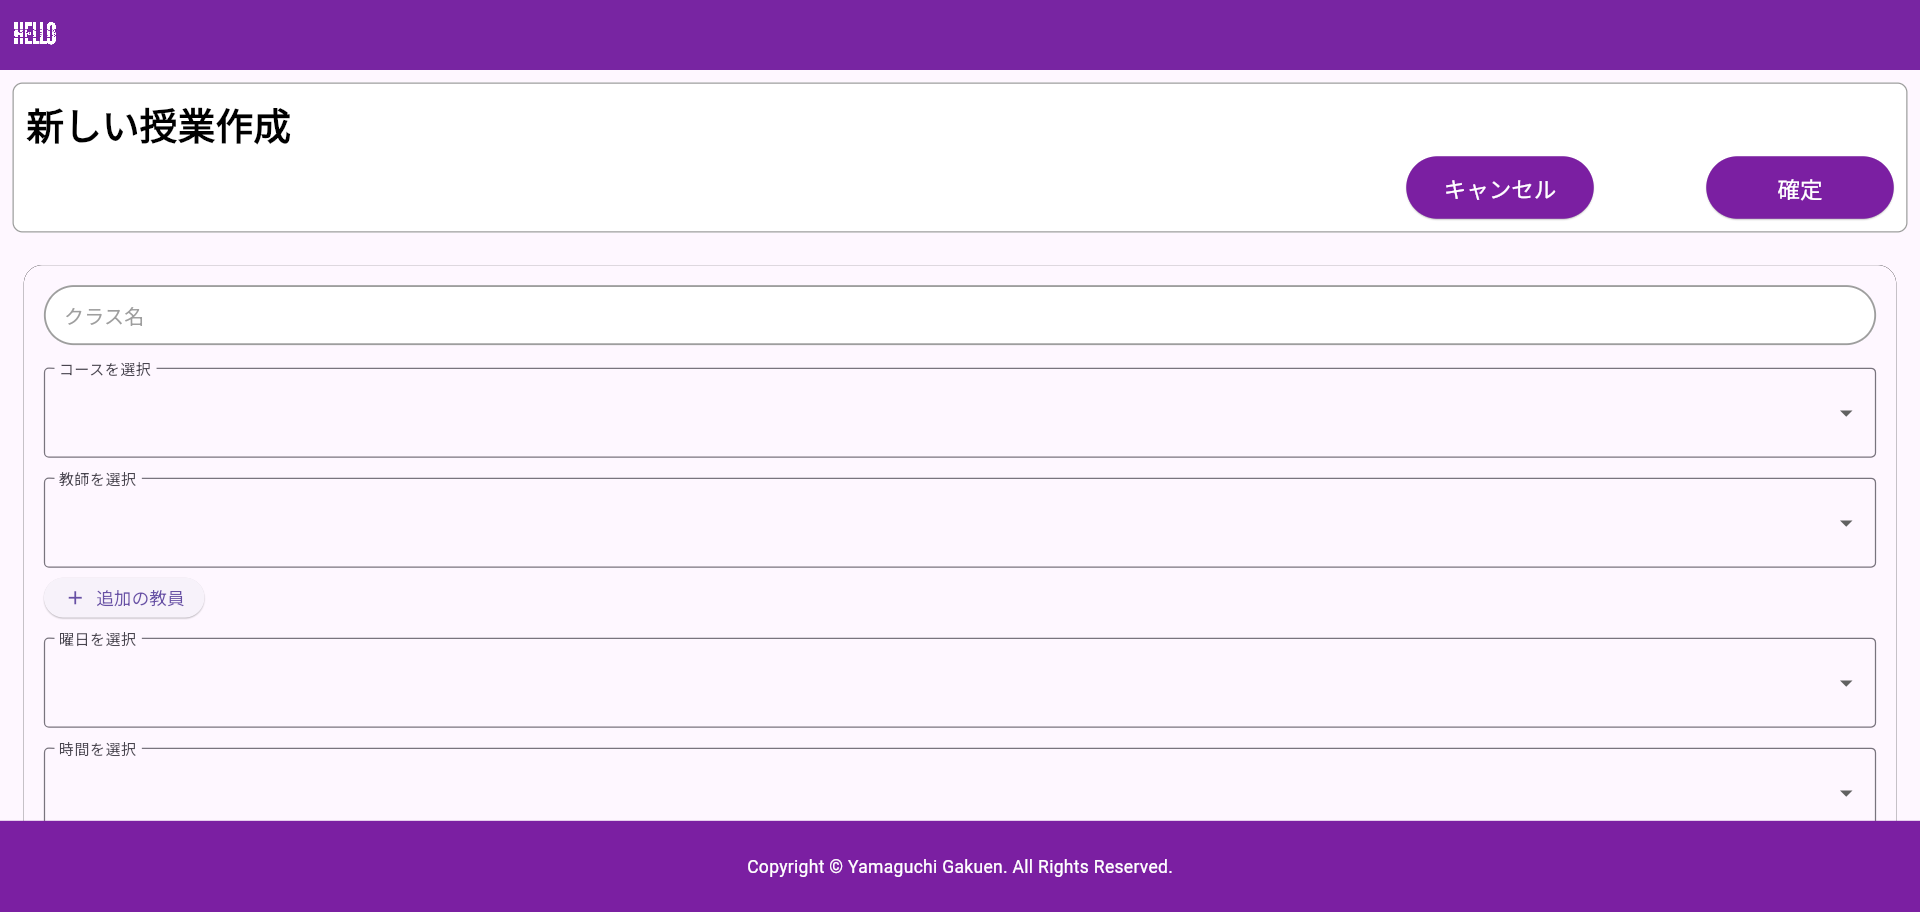 HELLO
新しい授業作成
キャンセル
確定
クラス名
コースを選択
教師を選択
+ 追加の教員
曜日を選択
時間を選択
Copyright © Yamaguchi Gakuen. All Rights Reserved.